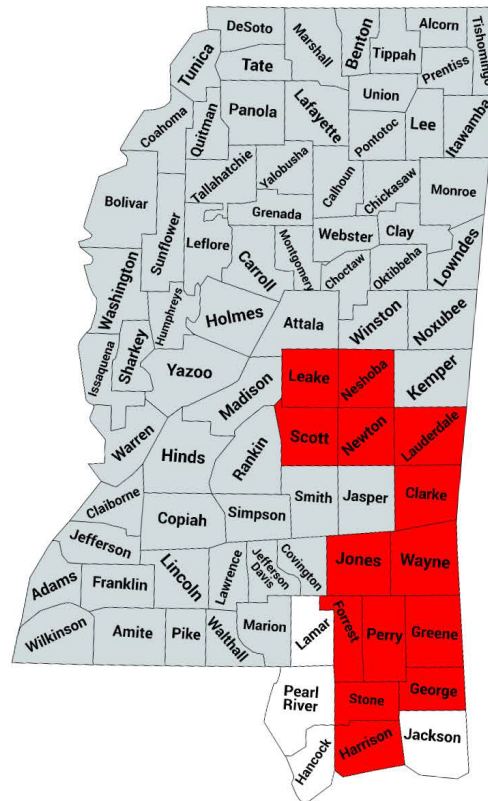 DeSoto
Marshall
Benton
Tippah
Alcorn
Tishomingo
Tunica
Tate
Prentiss
Union
Panola
Lafayette
Coahoma
Quitman
Pontotoc
Lee
Itawamba
Tallahatchie
Yalobusha
Calhoun
Chickasaw
Monroe
Bolivar
Sunflower
Grenada
Leflore
Webster
Clay
Carroll
Montgomery
Choctaw
Oktibbeha
Lowndes
Washington
Humphreys
Holmes
Attala
Winston
Noxubee
Issaquena
Sharkey
Yazoo
Madison
Leake
Neshoba
Kemper
Warren
Hinds
Rankin
Scott
Newton
Lauderdale
Claiborne
Copiah
Simpson
Smith
Jasper
Clarke
Jefferson
Lincoln
Lawrence
Jefferson
Davis
Covington
Jones
Wayne
Adams
Franklin
Wilkinson
Amite
Pike
Walthall
Marion
Lamar
Forrest
Perry
Greene
Pearl
River
Stone
George
Hancock
Harrison
Jackson